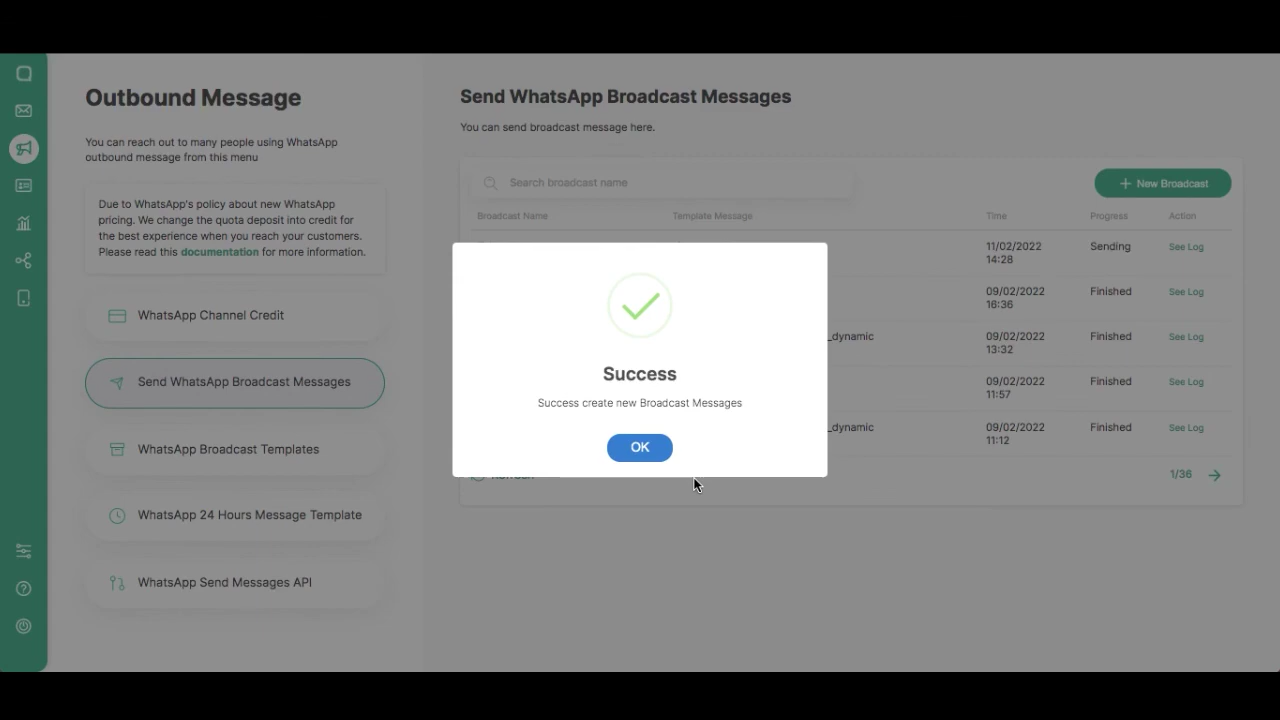 Outbound Message
You can reach out to many people using WhatsApp
outbound message from this menu
Due to WhatsApp's policy about new WhatsApp
pricing. We change the quota deposit into credit for
the best experience when you reach your customers.
Please read this documentation for more information.
WhatsApp Channel Credit
Send WhatsApp Broadcast Messages
WhatsApp Broadcast Templates
WhatsApp 24 Hours Message Template
WhatsApp Send Messages API
Send WhatsApp Broadcast Messages
You can send broadcast message here.
Search broadcast name
+ New Broadcast
Broadcast Name Template Message Time Progress Action
11/02/2022 Sending See Log
14:28
09/02/2022 Finished See Log
16:36
_dynamic 09/02/2022 Finished See Log
13:32
09/02/2022 Finished See Log
11:57
_dynamic 09/02/2022 Finished See Log
11:12
1/36
Success
Success create new Broadcast Messages
OK